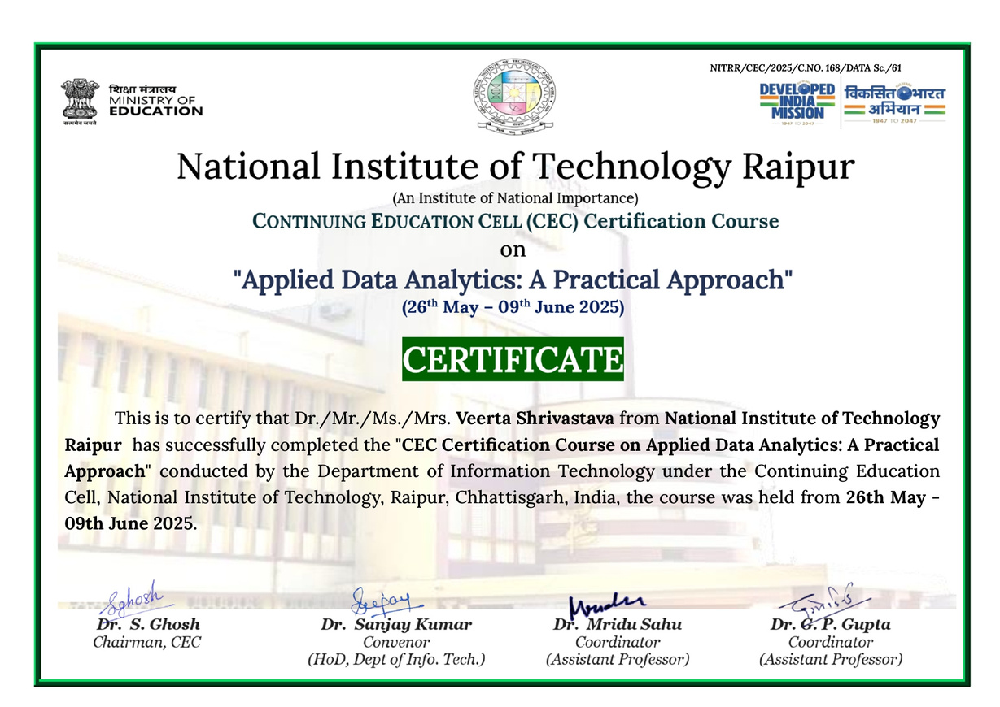 NITRR/CEC/2025/C.NO. 168/DATA Sc./61
शिक्षा मंत्रालय
MINISTRY OF
EDUCATION
सत्यमेव जयते
DEVELOPED
INDIA
MISSION
1947 TO 2047
विकसित भारत
अभियान
1947 TO 2047
National Institute of Technology Raipur
(An Institute of National Importance)
CONTINUING EDUCATION CELL (CEC) Certification Course
on
"Applied Data Analytics: A Practical Approach"
(26th May – 09th June 2025)
CERTIFICATE
This is to certify that Dr./Mr./Ms./Mrs. Veerta Shrivastava from National Institute of Technology
Raipur has successfully completed the "CEC Certification Course on Applied Data Analytics: A Practical
Approach" conducted by the Department of Information Technology under the Continuing Education
Cell, National Institute of Technology, Raipur, Chhattisgarh, India, the course was held from 26th May -
09th June 2025.
Sghosh
Dr. S. Ghosh
Chairman, CEC
Dr. Sanjay Kumar
Convenor
(HoD, Dept of Info. Tech.)
Dr. Mridu Sahu
Coordinator
(Assistant Professor)
Dr. G. P. Gupta
Coordinator
(Assistant Professor)